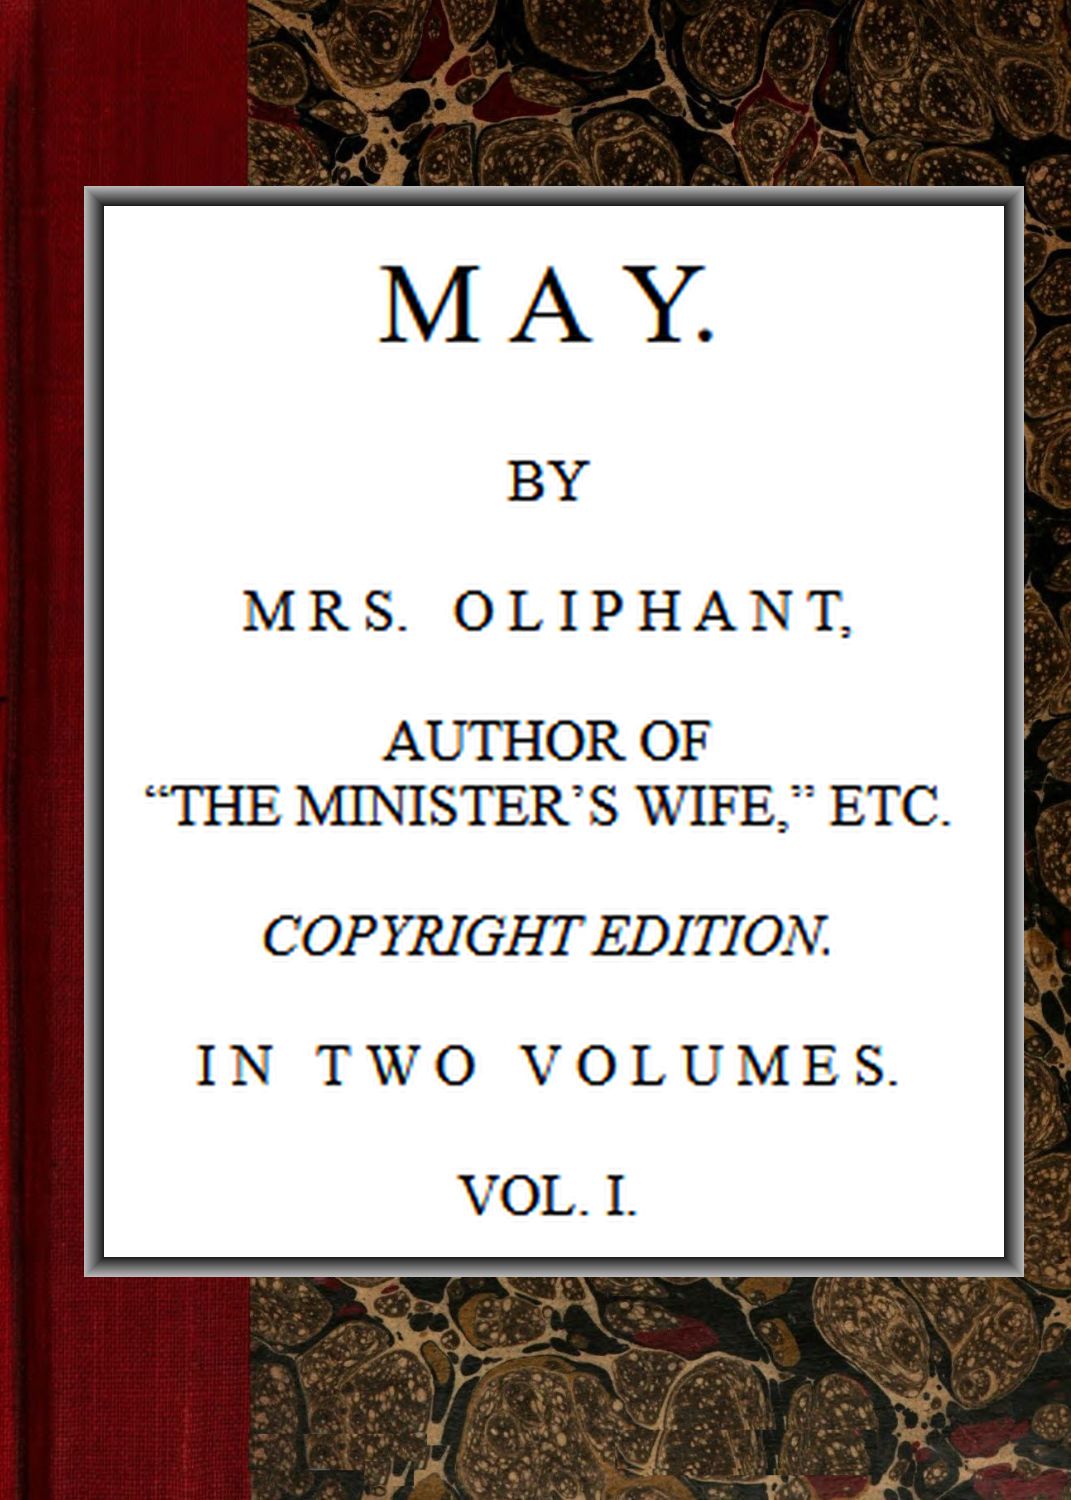 MAY.
BY
MRS. OLIPHANT,
AUTHOR OF
“THE MINISTER’S WIFE,” ETC.
COPYRIGHT EDITION.
IN TWO VOLUMES.
VOL. I.